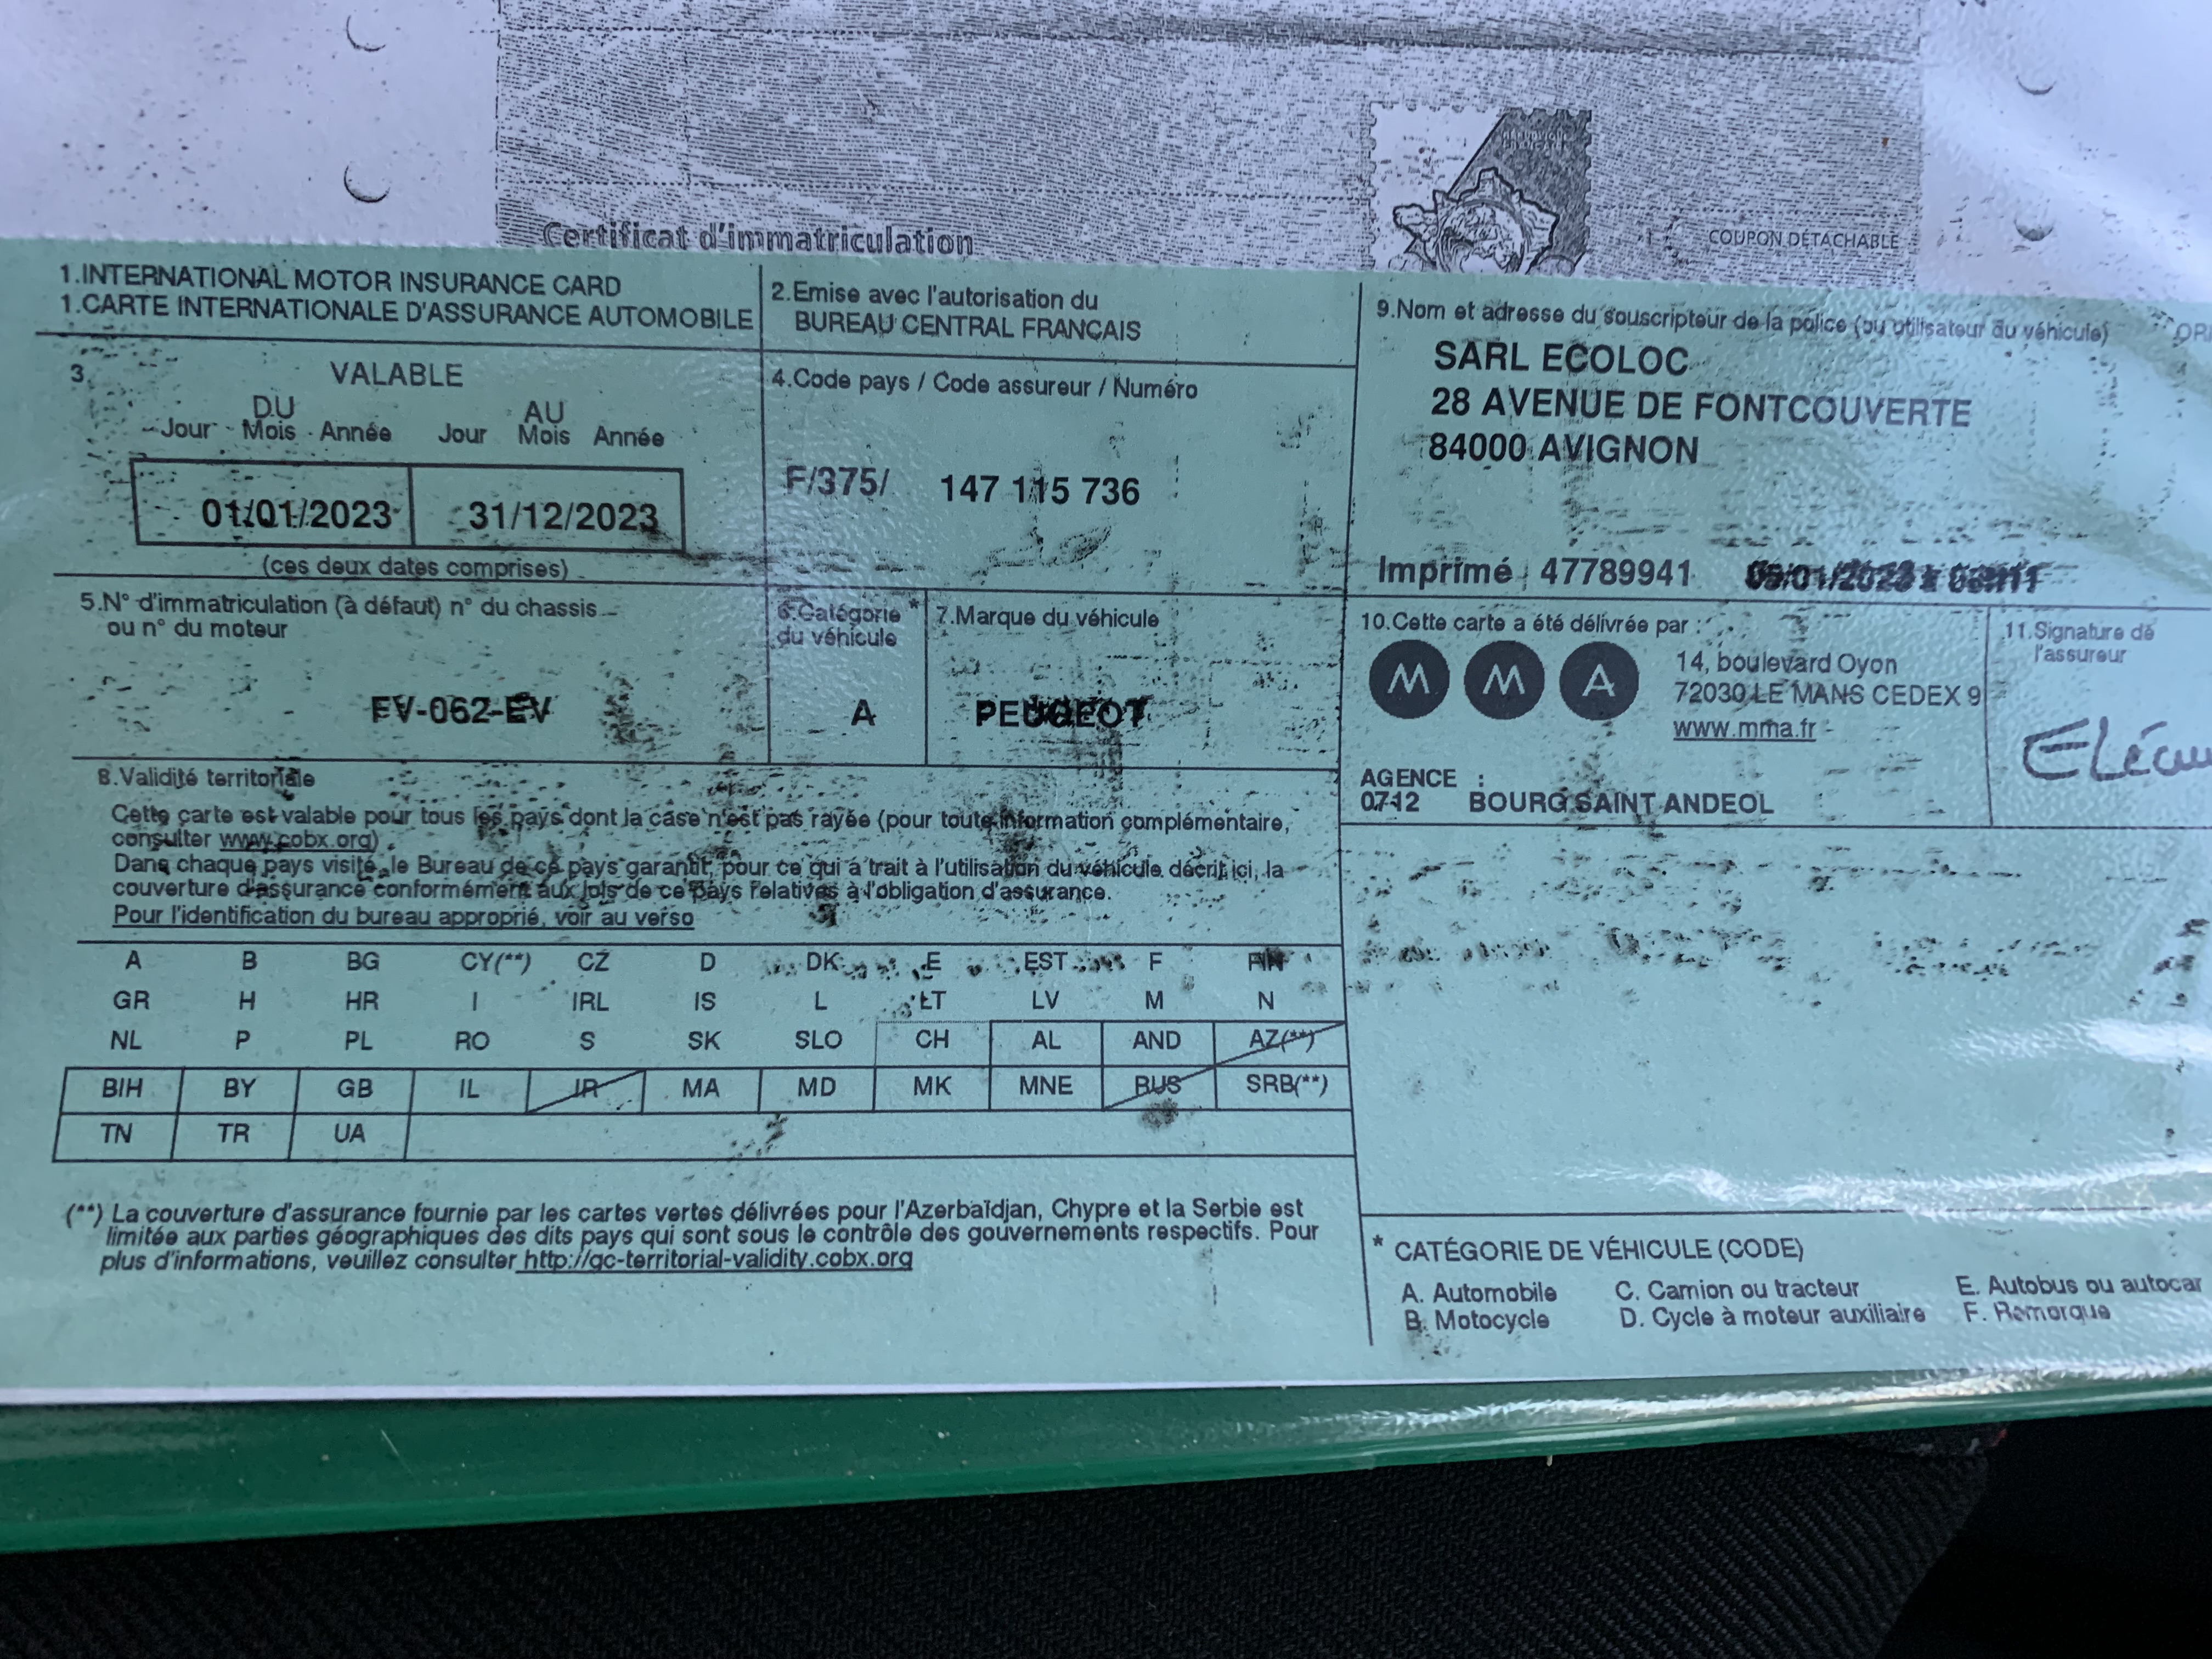 RÉPUBLIQUE
FRANÇAISE
Certificat d'immatriculation
COUPON DÉTACHABLE
1.INTERNATIONAL MOTOR INSURANCE CARD
1.CARTE INTERNATIONALE D'ASSURANCE AUTOMOBILE
2.Emise avec l'autorisation du
BUREAU CENTRAL FRANÇAIS
3. VALABLE
DU AU
Jour Mois Année Jour Mois Année
01/01/2023 31/12/2023
(ces deux dates comprises)
4.Code pays / Code assureur / Numéro
F/375/ 147 115 736
9.Nom et adresse du souscripteur de la police (ou utilisateur du véhicule)
SARL ECOLOC
28 AVENUE DE FONTCOUVERTE
84000 AVIGNON
Imprimé 47789941
5.N° d'immatriculation (à défaut) n° du chassis
ou n° du moteur
FV-062-EV
6.Catégorie *
du véhicule
A
7.Marque du véhicule
PEUGEOT
10.Cette carte a été délivrée par :
MMA
14, boulevard Oyon
72030 LE MANS CEDEX 9
www.mma.fr
AGENCE :
0712 BOURG SAINT ANDEOL
11.Signature de
l'assureur
8.Validité territoriale
Cette carte est valable pour tous les pays dont la case n'est pas rayée (pour toute information complémentaire,
consulter www.cobx.org)
Dans chaque pays visité, le Bureau de ce pays garantit, pour ce qui a trait à l'utilisation du véhicule décrit ici, la
couverture d'assurance conformément aux lois de ce pays relatives à l'obligation d'assurance.
Pour l'identification du bureau approprié, voir au verso
A B BG CY(**) CZ D DK E EST F FIN
GR H HR I IRL IS L LT LV M N
NL P PL RO S SK SLO CH AL AND AZ(**)
BIH BY GB IL IR MA MD MK MNE RUS SRB(**)
TN TR UA
(**) La couverture d'assurance fournie par les cartes vertes délivrées pour l'Azerbaïdjan, Chypre et la Serbie est
limitée aux parties géographiques des dits pays qui sont sous le contrôle des gouvernements respectifs. Pour
plus d'informations, veuillez consulter http://gc-territorial-validity.cobx.org
* CATÉGORIE DE VÉHICULE (CODE)
A. Automobile C. Camion ou tracteur E. Autobus ou autocar
B. Motocycle D. Cycle à moteur auxiliaire F. Remorque